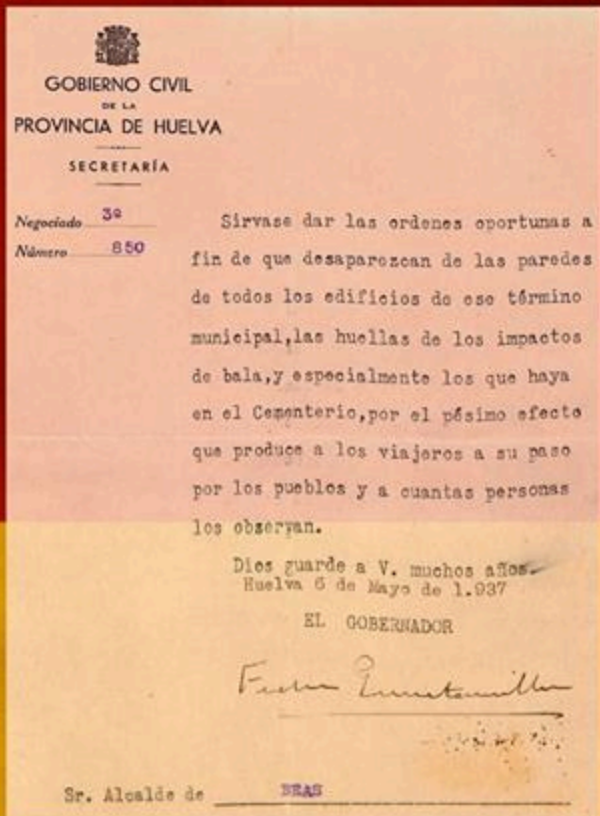 GOBIERNO CIVIL
DE LA
PROVINCIA DE HUELVA
SECRETARÍA
Negociado 3º
Número 850
Sirvase dar las ordenes oportunas a
fin de que desaparezcan de las paredes
de todos los edificios de ese término
municipal,las huellas de los impactos
de bala,y especialmente los que haya
en el Cementerio,por el pésimo efecto
que produce a los viajeros a su paso
por los pueblos y a cuantas personas
los observan.
Dios guarde a V. muchos años.
Huelva 6 de Mayo de 1.937
EL GOBERNADOR
Sr. Alcalde de BEAS